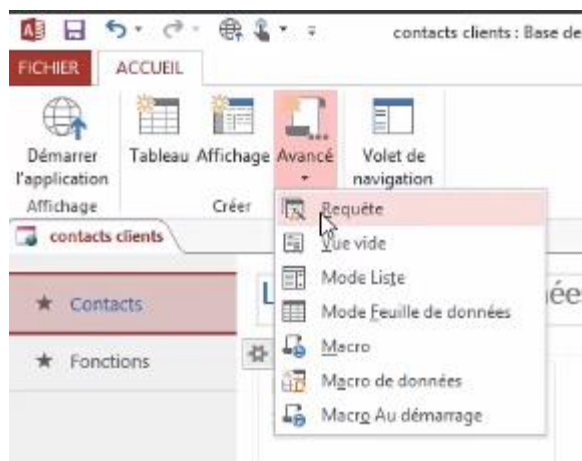 contacts clients : Base de
FICHIER ACCUEIL
Démarrer l'application
Tableau
Affichage
Avancé
Volet de navigation
Affichage
Créer
contacts clients
Requête
Vue vide
Mode Liste
Mode Feuille de données
Macro
Macro de données
Macro Au démarrage
L
ées
Contacts
Fonctions